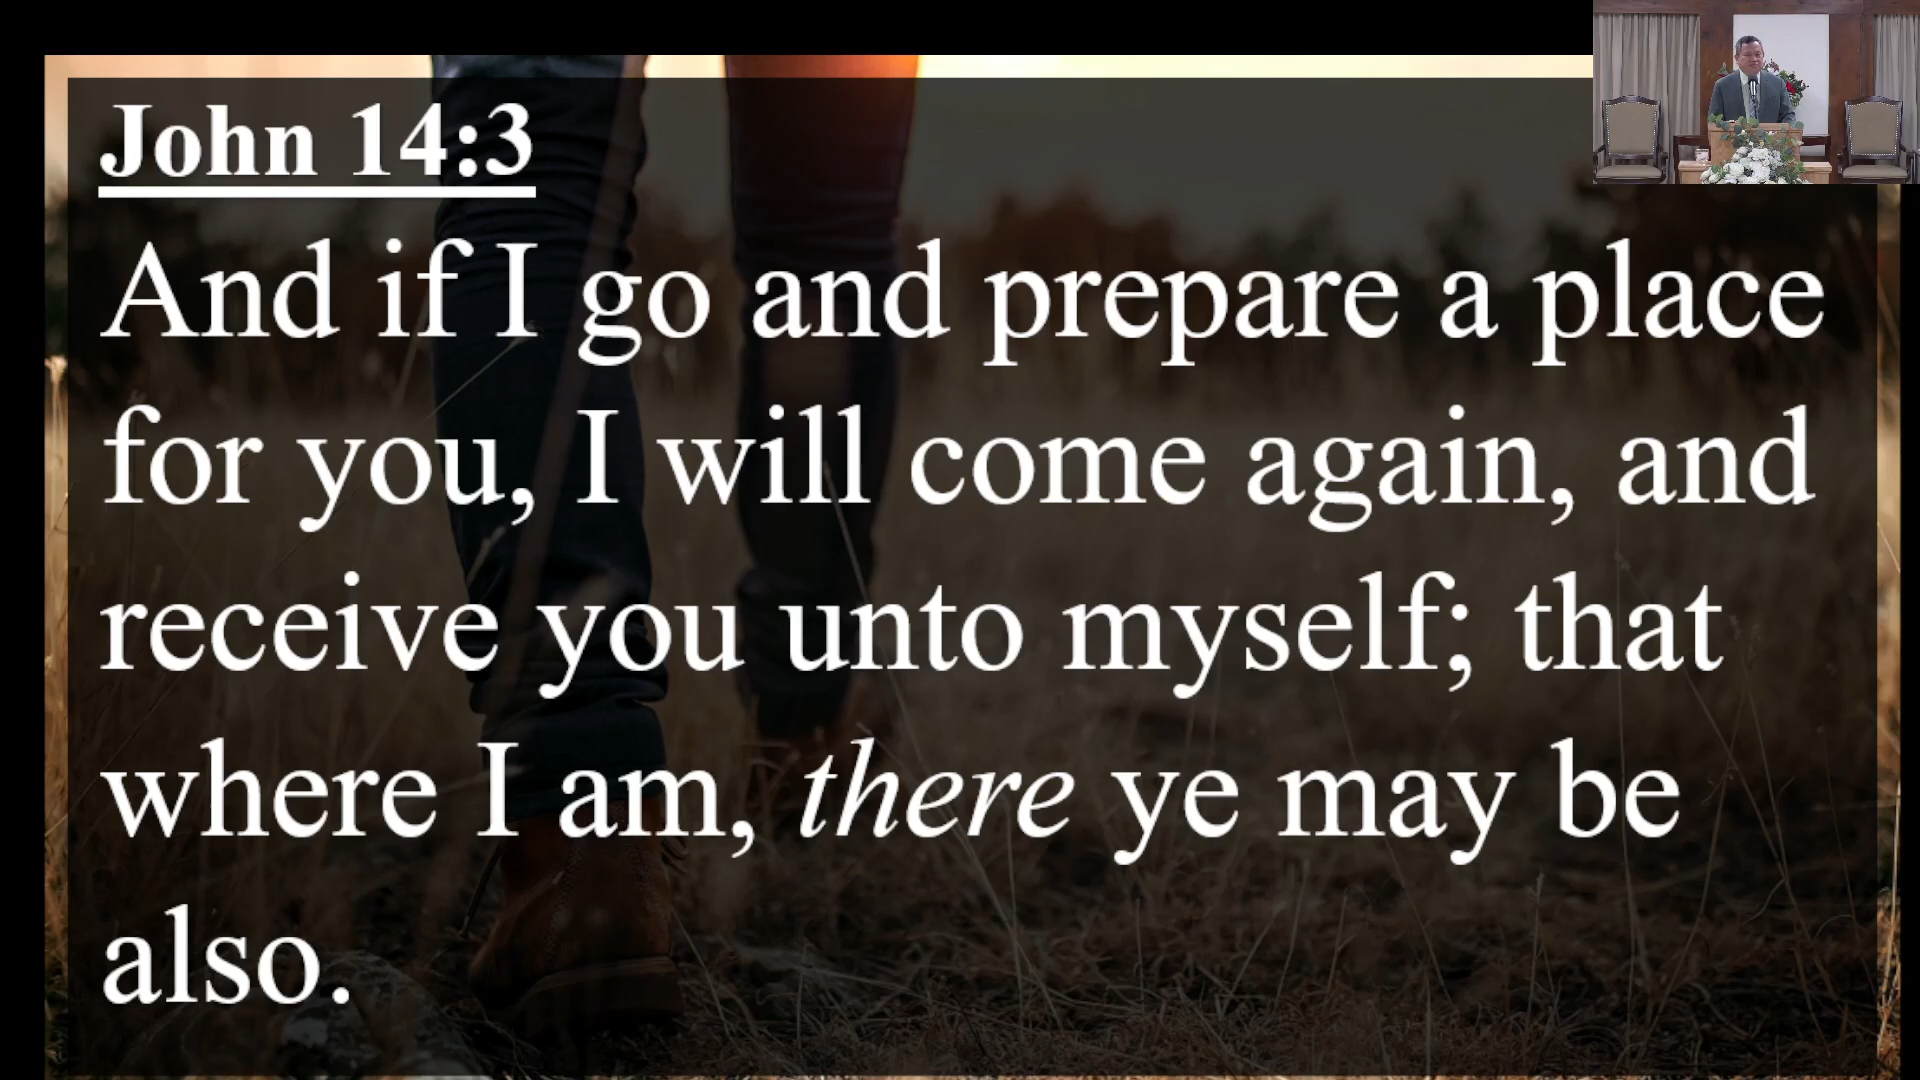 John 14:3
And if I go and prepare a place
for you, I will come again, and
receive you unto myself; that
where I am, there ye may be
also.